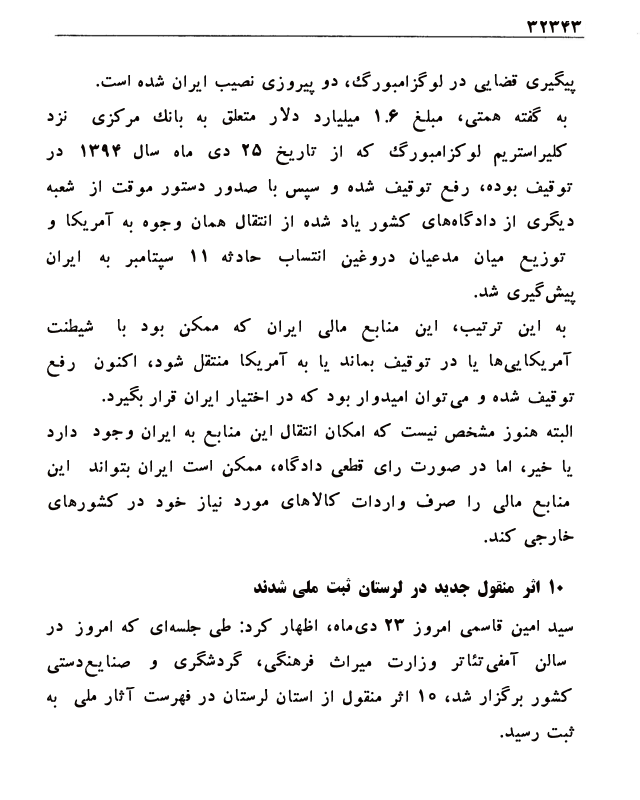 ۳۲۳۴۳
پیگیری قضایی در لوگزامبورگ، دو پیروزی نصیب ایران شده است.
به گفته همتی، مبلغ ۱.۶ میلیارد دلار متعلق به بانک مرکزی نزد
کلیراستریم لوکزامبورگ که از تاریخ ۲۵ دی ماه سال ۱۳۹۴ در
توقیف بوده، رفع توقیف شده و سپس با صدور دستور موقت از شعبه
دیگری از دادگاه‌های کشور یاد شده از انتقال همان وجوه به آمریکا و
توزیع میان مدعیان دروغین انتساب حادثه ۱۱ سپتامبر به ایران
پیش‌گیری شد.
به این ترتیب، این منابع مالی ایران که ممکن بود با شیطنت
آمریکایی‌ها یا در توقیف بماند یا به آمریکا منتقل شود، اکنون رفع
توقیف شده و می‌توان امیدوار بود که در اختیار ایران قرار بگیرد.
البته هنوز مشخص نیست که امکان انتقال این منابع به ایران وجود دارد
یا خیر، اما در صورت رای قطعی دادگاه، ممکن است ایران بتواند این
منابع مالی را صرف واردات کالاهای مورد نیاز خود در کشورهای
خارجی کند.
۱۰ اثر منقول جدید در لرستان ثبت ملی شدند
سید امین قاسمی امروز ۲۳ دی‌ماه، اظهار کرد: طی جلسه‌ای که امروز در
سالن آمفی‌تئاتر وزارت میراث فرهنگی، گردشگری و صنایع‌دستی
کشور برگزار شد، ۱۰ اثر منقول از استان لرستان در فهرست آثار ملی به
ثبت رسید.